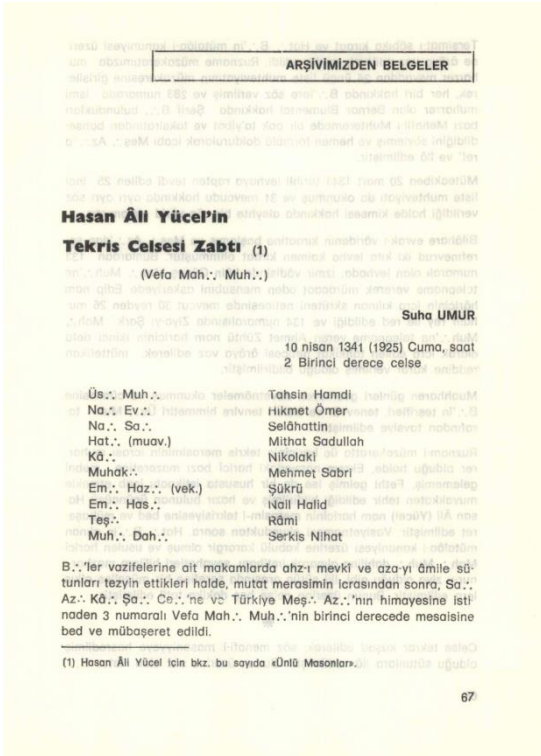 ARŞİVİMİZDEN BELGELER
Hasan Âli Yücel'in
Tekris Celsesi Zabtı (1)
(Vefa Mah∴ Muh∴)
Suha UMUR
10 nisan 1341 (1925) Cuma, saat
2 Birinci derece celse
Üs∴ Muh∴ Tahsin Hamdi
Na∴ Ev∴ Hikmet Ömer
Na∴ Sa∴ Selâhattin
Hat∴ (muav.) Mithat Sadullah
Kâ∴ Nikolaki
Muhak∴ Mehmet Sabri
Em∴ Haz∴ (vek.) Şükrü
Em∴ Has∴ Nail Halid
Teş∴ Râmi
Muh∴ Dah∴ Serkis Nihat
B∴'ler vazifelerine ait makamlarda ahz-ı mevki ve aza-yı âmile sü-
tunları tezyin ettikleri halde, mutat merasimin icrasından sonra, Sa∴
Az∴ Kâ∴ Şa∴ Ce∴'ne ve Türkiye Meş∴ Az∴'nın himayesine isti
naden 3 numaralı Vefa Mah∴ Muh∴'nin birinci derecede mesaisine
bed ve mübaşeret edildi.
(1) Hasan Âli Yücel için bkz. bu sayıda «Ünlü Masonlar».
67